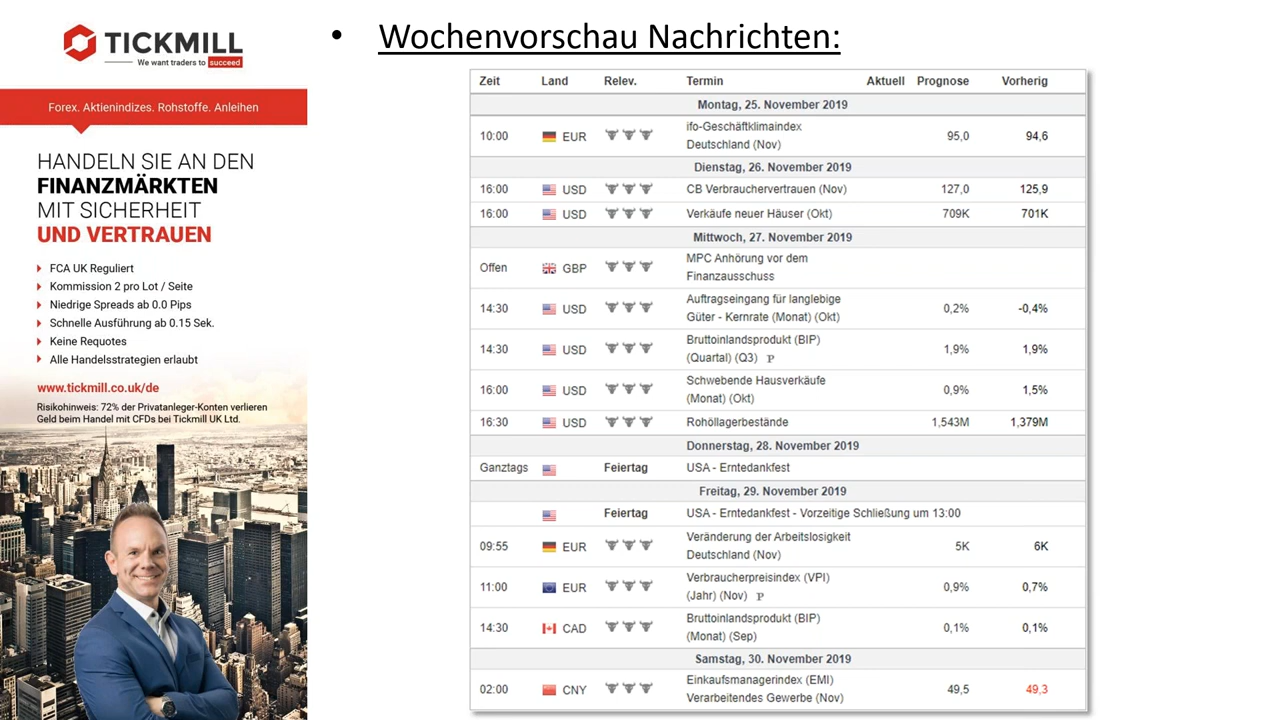 TICKMILL
We want traders to succeed
Forex. Aktienindizes. Rohstoffe. Anleihen
HANDELN SIE AN DEN
FINANZMÄRKTEN
MIT SICHERHEIT
UND VERTRAUEN
FCA UK Reguliert
Kommission 2 pro Lot / Seite
Niedrige Spreads ab 0.0 Pips
Schnelle Ausführung ab 0.15 Sek.
Keine Requotes
Alle Handelsstrategien erlaubt
www.tickmill.co.uk/de
Risikohinweis: 72% der Privatanleger-Konten verlieren
Geld beim Handel mit CFDs bei Tickmill UK Ltd.
• Wochenvorschau Nachrichten:
Zeit Land Relev. Termin Aktuell Prognose Vorherig
Montag, 25. November 2019
10:00 EUR ifo-Geschäftklimaindex
Deutschland (Nov) 95,0 94,6
Dienstag, 26. November 2019
16:00 USD CB Verbrauchervertrauen (Nov) 127,0 125,9
16:00 USD Verkäufe neuer Häuser (Okt) 709K 701K
Mittwoch, 27. November 2019
Offen GBP MPC Anhörung vor dem
Finanzausschuss
14:30 USD Auftragseingang für langlebige
Güter - Kernrate (Monat) (Okt) 0,2% -0,4%
14:30 USD Bruttoinlandsprodukt (BIP)
(Quartal) (Q3) P 1,9% 1,9%
16:00 USD Schwebende Hausverkäufe
(Monat) (Okt) 0,9% 1,5%
16:30 USD Rohöllagerbestände 1,543M 1,379M
Donnerstag, 28. November 2019
Ganztags Feiertag USA - Erntedankfest
Freitag, 29. November 2019
Feiertag USA - Erntedankfest - Vorzeitige Schließung um 13:00
09:55 EUR Veränderung der Arbeitslosigkeit
Deutschland (Nov) 5K 6K
11:00 EUR Verbraucherpreisindex (VPI)
(Jahr) (Nov) P 0,9% 0,7%
14:30 CAD Bruttoinlandsprodukt (BIP)
(Monat) (Sep) 0,1% 0,1%
Samstag, 30. November 2019
02:00 CNY Einkaufsmanagerindex (EMI)
Verarbeitendes Gewerbe (Nov) 49,5 49,3